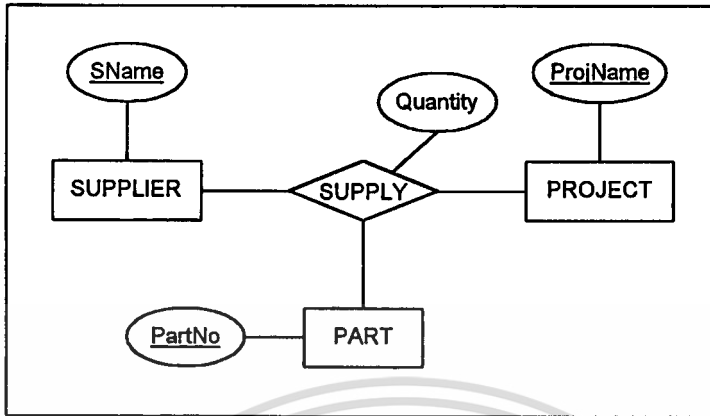 SName
ProjName
Quantity
SUPPLIER
SUPPLY
PROJECT
PartNo
PART